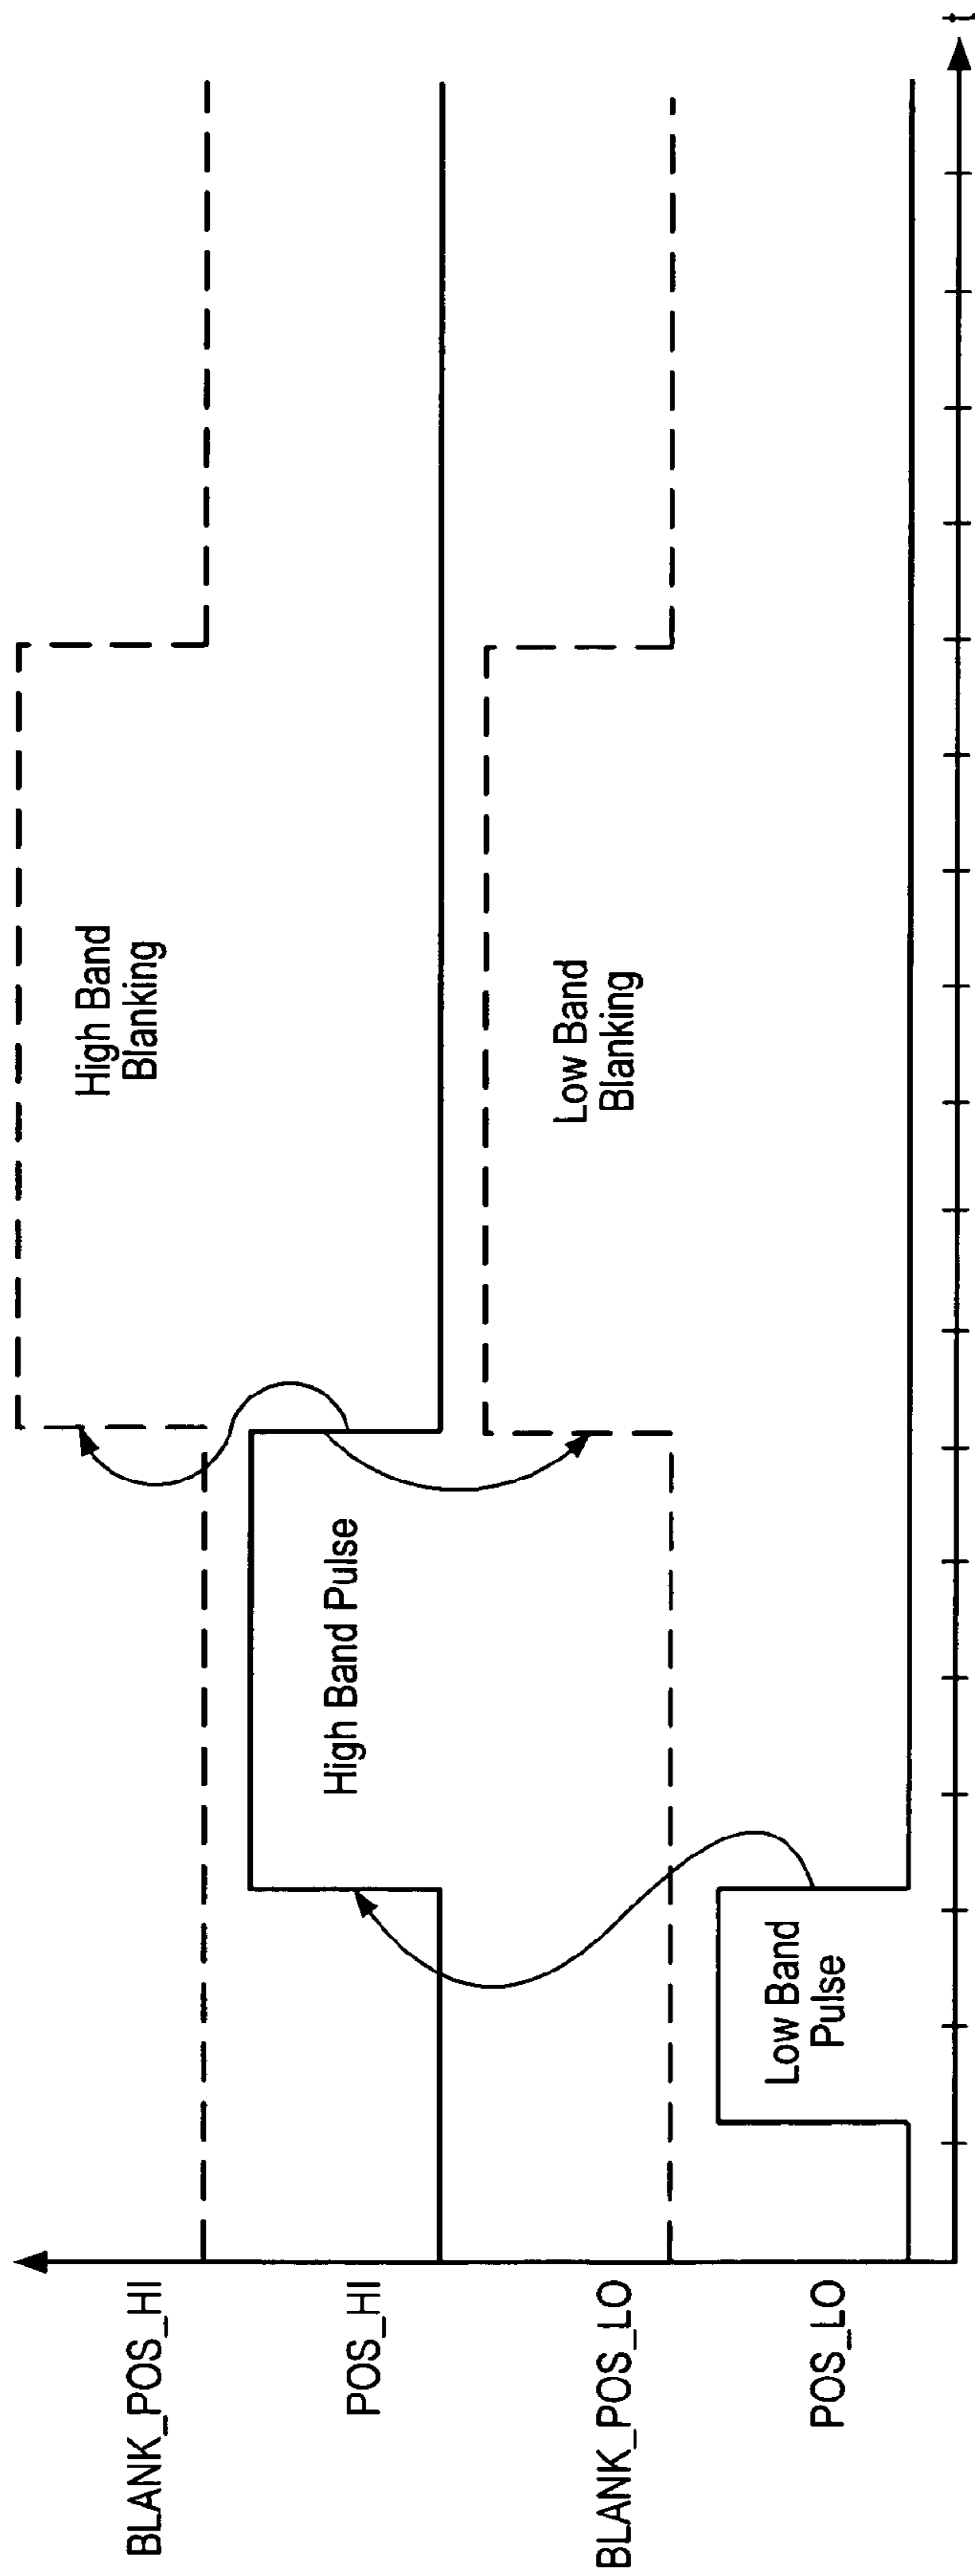 BLANK_POS_HI
High Band
Blanking
POS_HI
High Band Pulse
BLANK_POS_LO
Low Band
Blanking
POS_LO
Low Band
Pulse
t